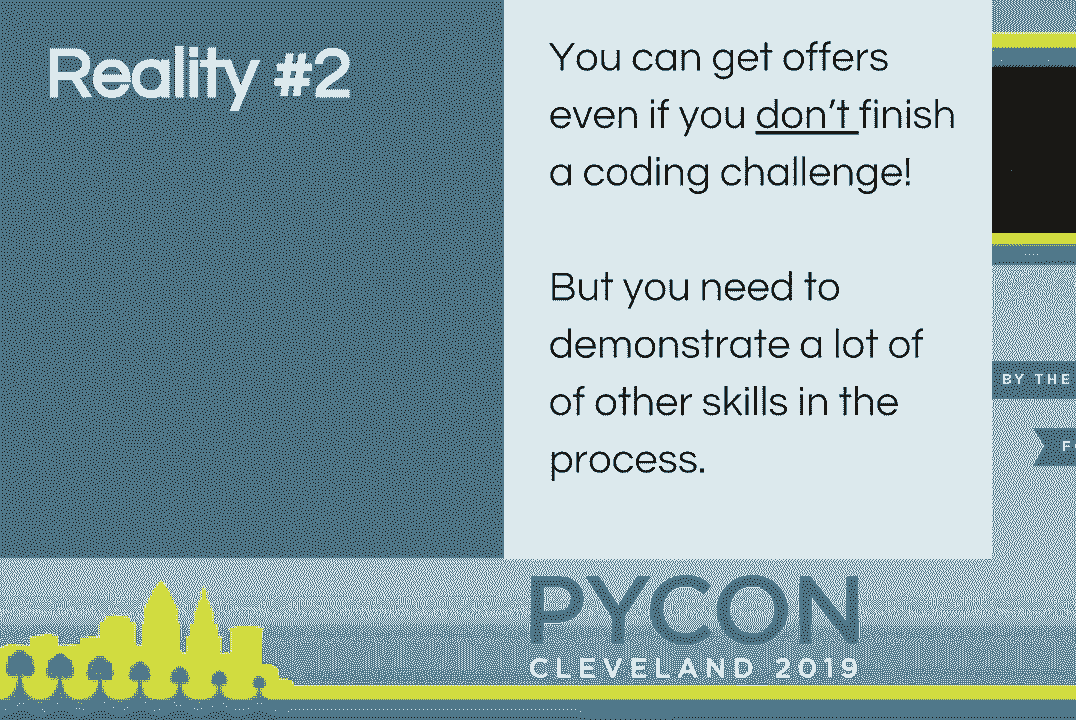 Reality #2
You can get offers
even if you don't finish
a coding challenge!
But you need to
demonstrate a lot of
of other skills in the
process.
BY THE
PYCON
CLEVELAND 2019